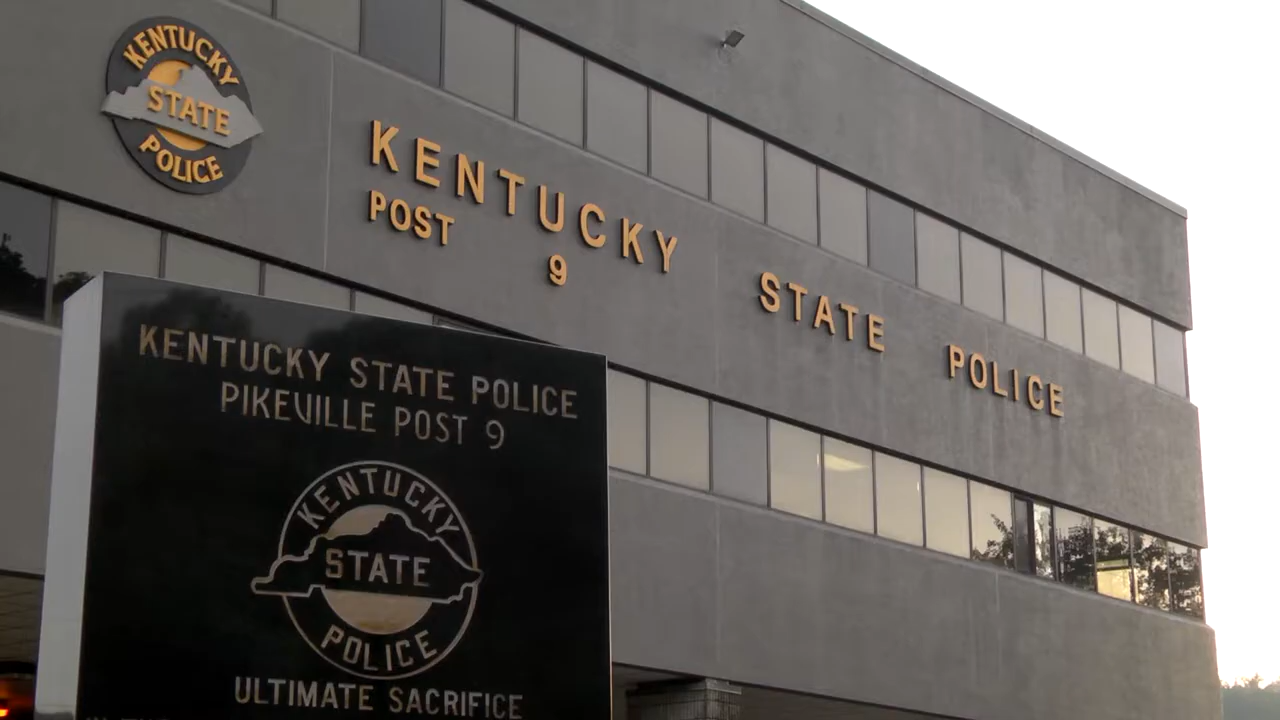 KENTUCKY
STATE
POLICE
KENTUCKY STATE POLICE
POST 9
KENTUCKY STATE POLICE
PIKEVILLE POST 9
KENTUCKY
STATE
POLICE
ULTIMATE SACRIFICE